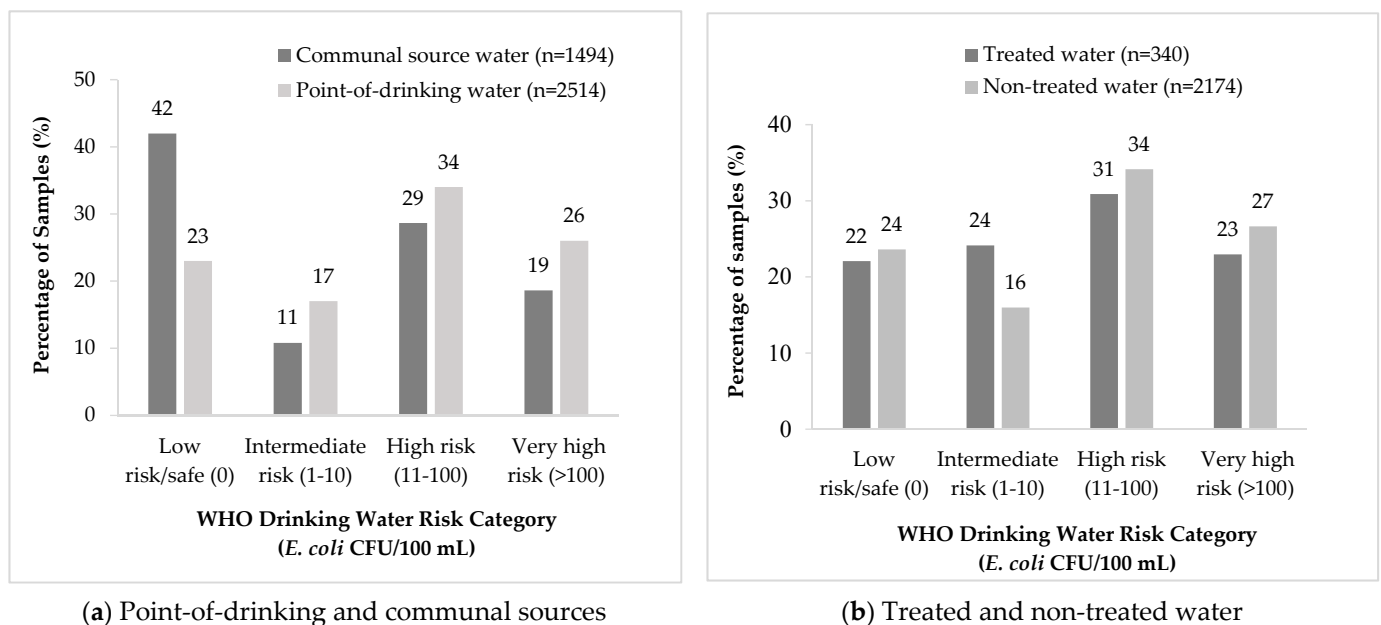 Communal source water (n=1494)
Point-of-drinking water (n=2514)
Percentage of Samples (%)
50
40
30
20
10
0
42
23
11
17
29
34
19
26
Low
risk/safe (0)
Intermediate
risk (1-10)
High risk
(11-100)
Very high
risk (>100)
WHO Drinking Water Risk Category
(E. coli CFU/100 mL)
(a) Point-of-drinking and communal sources
Treated water (n=340)
Non-treated water (n=2174)
Percentage of samples (%)
40
30
20
10
0
22
24
24
16
31
34
23
27
Low
risk/safe (0)
Intermediate
risk (1-10)
High risk
(11-100)
Very high
risk (>100)
WHO Drinking Water Risk Category
(E. coli CFU/100 mL)
(b) Treated and non-treated water